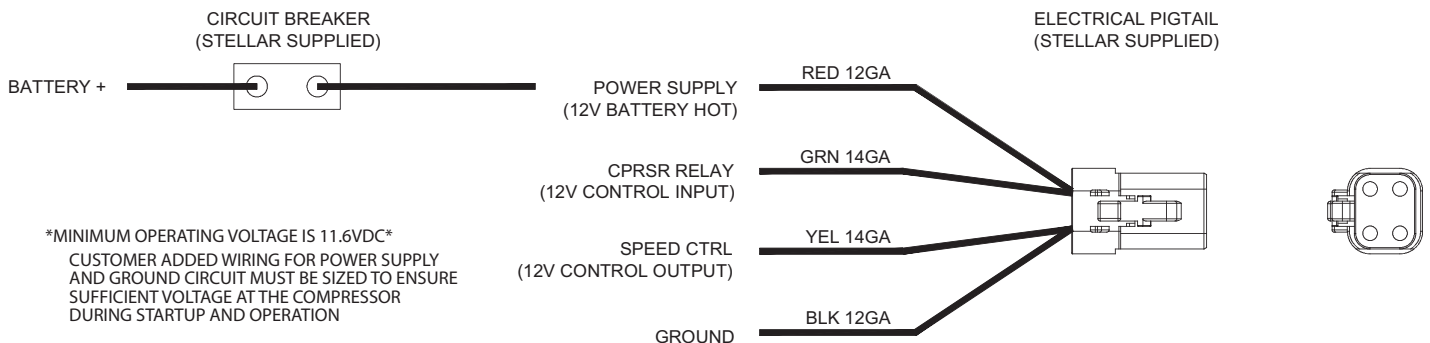 CIRCUIT BREAKER
(STELLAR SUPPLIED)
ELECTRICAL PIGTAIL
(STELLAR SUPPLIED)
BATTERY +
POWER SUPPLY
(12V BATTERY HOT)
RED 12GA
CPRSR RELAY
(12V CONTROL INPUT)
GRN 14GA
*MINIMUM OPERATING VOLTAGE IS 11.6VDC*
CUSTOMER ADDED WIRING FOR POWER SUPPLY
AND GROUND CIRCUIT MUST BE SIZED TO ENSURE
SUFFICIENT VOLTAGE AT THE COMPRESSOR
DURING STARTUP AND OPERATION
SPEED CTRL
(12V CONTROL OUTPUT)
YEL 14GA
GROUND
BLK 12GA